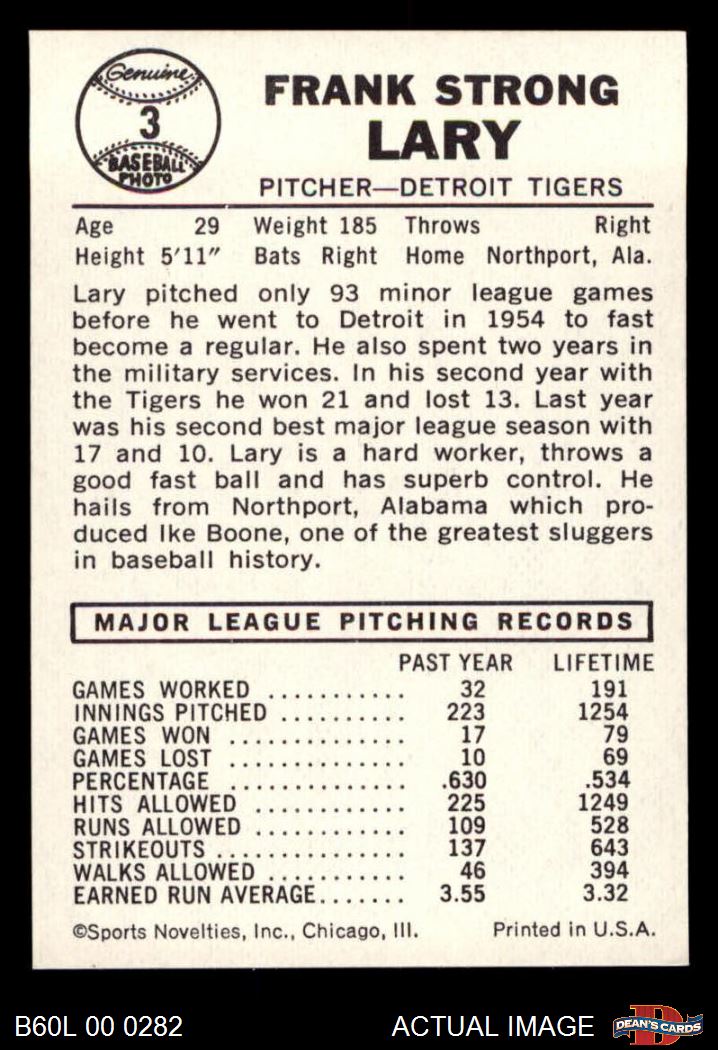 Genuine
3
BASEBALL
PHOTO
FRANK STRONG
LARY
PITCHER—DETROIT TIGERS
Age 29 Weight 185 Throws Right
Height 5'11" Bats Right Home Northport, Ala.
Lary pitched only 93 minor league games
before he went to Detroit in 1954 to fast
become a regular. He also spent two years in
the military services. In his second year with
the Tigers he won 21 and lost 13. Last year
was his second best major league season with
17 and 10. Lary is a hard worker, throws a
good fast ball and has superb control. He
hails from Northport, Alabama which pro-
duced Ike Boone, one of the greatest sluggers
in baseball history.
MAJOR LEAGUE PITCHING RECORDS
PAST YEAR LIFETIME
GAMES WORKED ........... 32 191
INNINGS PITCHED .......... 223 1254
GAMES WON .............. 17 79
GAMES LOST .............. 10 69
PERCENTAGE .............. .630 .534
HITS ALLOWED ............ 225 1249
RUNS ALLOWED ............ 109 528
STRIKEOUTS ............... 137 643
WALKS ALLOWED ........... 46 394
EARNED RUN AVERAGE....... 3.55 3.32
©Sports Novelties, Inc., Chicago, Ill. Printed in U.S.A.
B60L 00 0282 ACTUAL IMAGE D DEAN'S CARDS